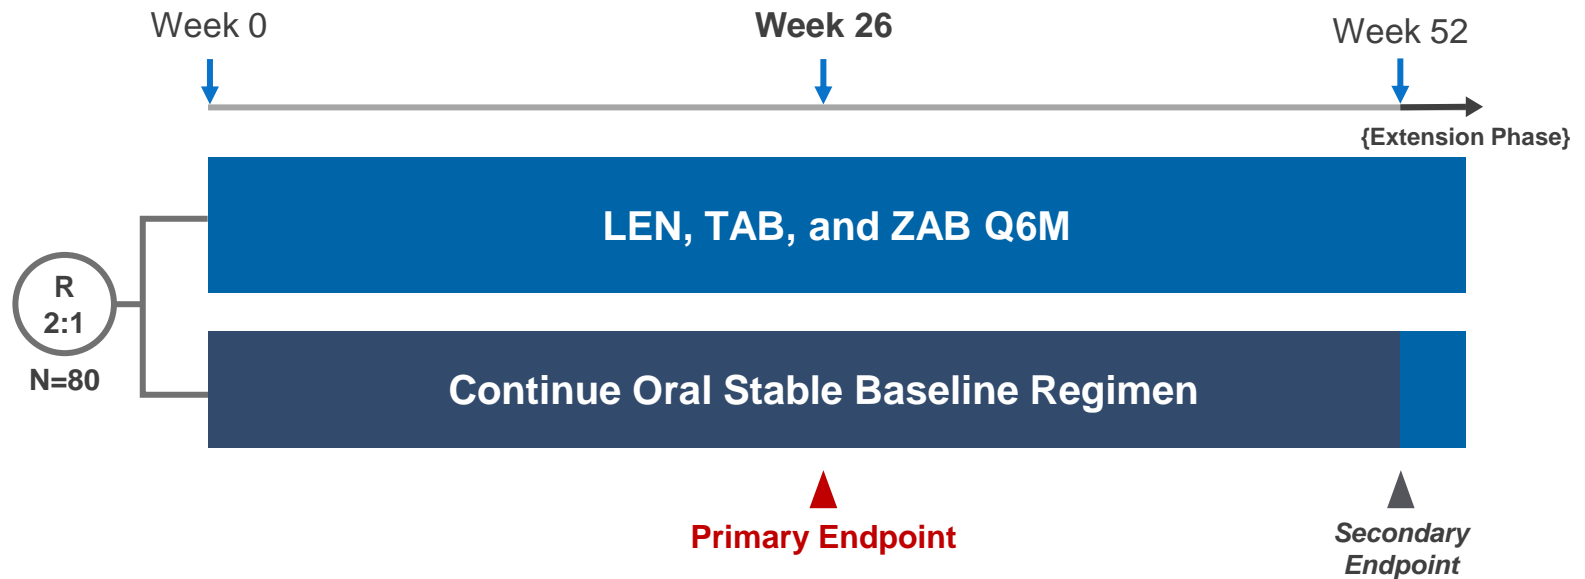 Week 0
Week 26
Week 52
{Extension Phase}
LEN, TAB, and ZAB Q6M
R
2:1
N=80
Continue Oral Stable Baseline Regimen
Primary Endpoint
Secondary
Endpoint